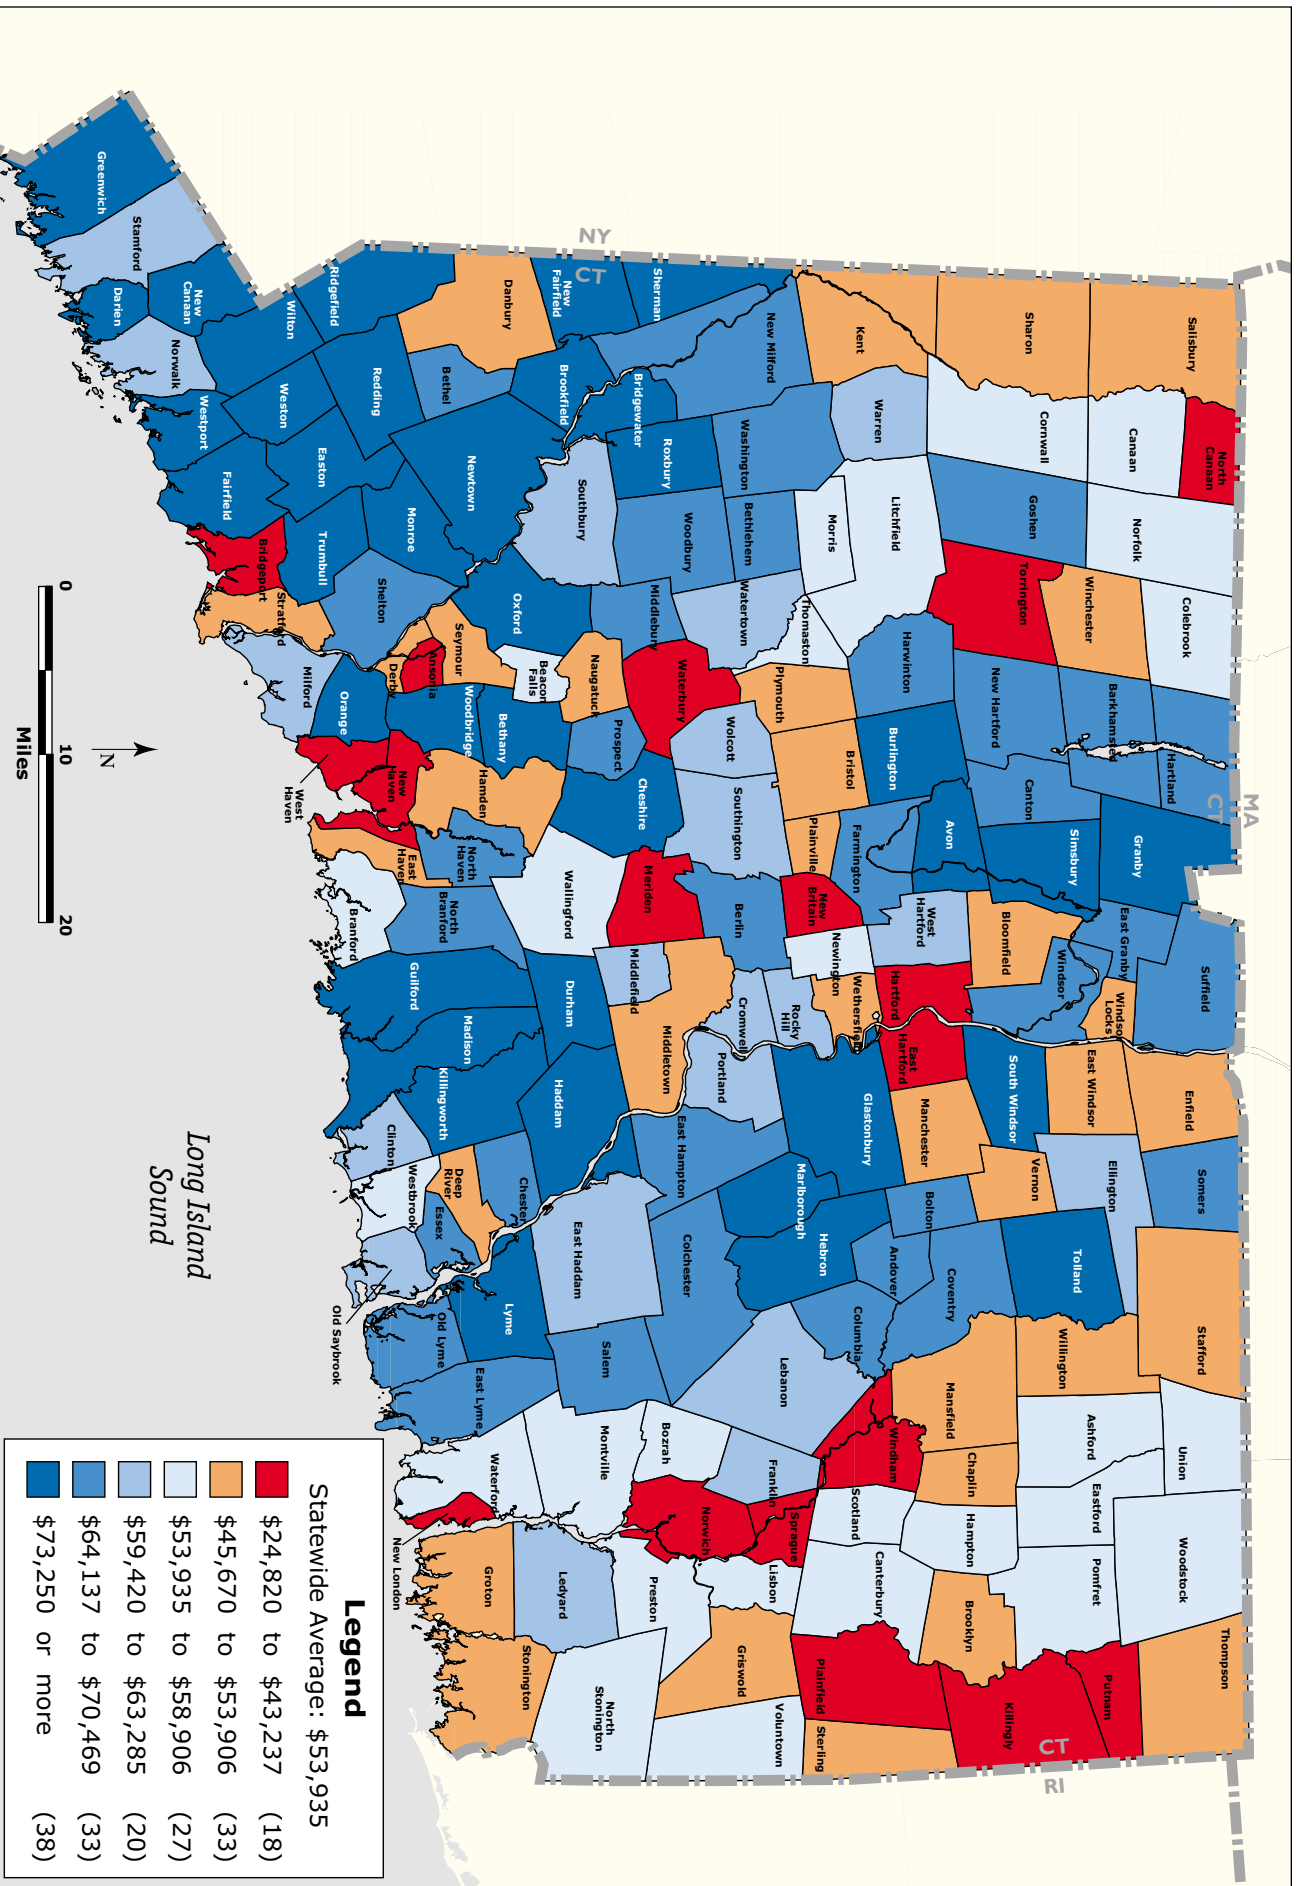 NY
CT
MA
CT
CT
RI
Salisbury
North
Canaan
Canaan
Norfolk
Colebrook
Hartland
Granby
Suffield
Enfield
Somers
Stafford
Union
Woodstock
Thompson
Sharon
Cornwall
Goshen
Winchester
Barkhamsted
Simsbury
East Granby
Windsor
Locks
Windsor
East Windsor
Ellington
Willington
Ashford
Eastford
Pomfret
Putnam
Torrington
New Hartford
Canton
Avon
Bloomfield
South Windsor
Vernon
Tolland
Kent
Warren
Litchfield
Harwinton
Burlington
Farmington
West
Hartford
Hartford
East
Hartford
Manchester
Bolton
Coventry
Mansfield
Chaplin
Hampton
Brooklyn
Killingly
Andover
Columbia
Windham
Scotland
Canterbury
Plainfield
Sterling
New Milford
Washington
Morris
Bethlehem
Thomaston
Watertown
Plymouth
Bristol
Plainville
New
Britain
Newington
Wethersfield
Glastonbury
Hebron
Marlborough
Lebanon
Franklin
Sprague
Lisbon
Griswold
Voluntown
Sherman
Bridgewater
Roxbury
Woodbury
Middlebury
Waterbury
Wolcott
Southington
Berlin
Rocky
Hill
Cromwell
Portland
East Hampton
Colchester
Bozrah
Norwich
Preston
New
Fairfield
Brookfield
Southbury
Naugatuck
Prospect
Cheshire
Meriden
Middlefield
Middletown
Haddam
East Haddam
Salem
Montville
Ledyard
North
Stonington
Danbury
Bethel
Newtown
Oxford
Beacon
Falls
Bethany
Wallingford
Durham
Seymour
Woodbridge
Hamden
North
Haven
North
Branford
Guilford
Madison
Killingworth
Chester
Deep
River
Essex
Lyme
Old Lyme
East Lyme
Waterford
New London
Groton
Stonington
Ridgefield
Redding
Monroe
Shelton
Ansonia
Derby
Orange
New
Haven
West
Haven
East
Haven
Branford
Clinton
Westbrook
Old Saybrook
Wilton
Weston
Easton
Trumbull
Stratford
Milford
Bridgeport
Fairfield
Westport
Norwalk
New
Canaan
Darien
Stamford
Greenwich
Long Island
Sound
N
0 10 20
Miles
Legend
Statewide Average: $53,935
$24,820 to $43,237 (18)
$45,670 to $53,906 (33)
$53,935 to $58,906 (27)
$59,420 to $63,285 (20)
$64,137 to $70,469 (33)
$73,250 or more (38)